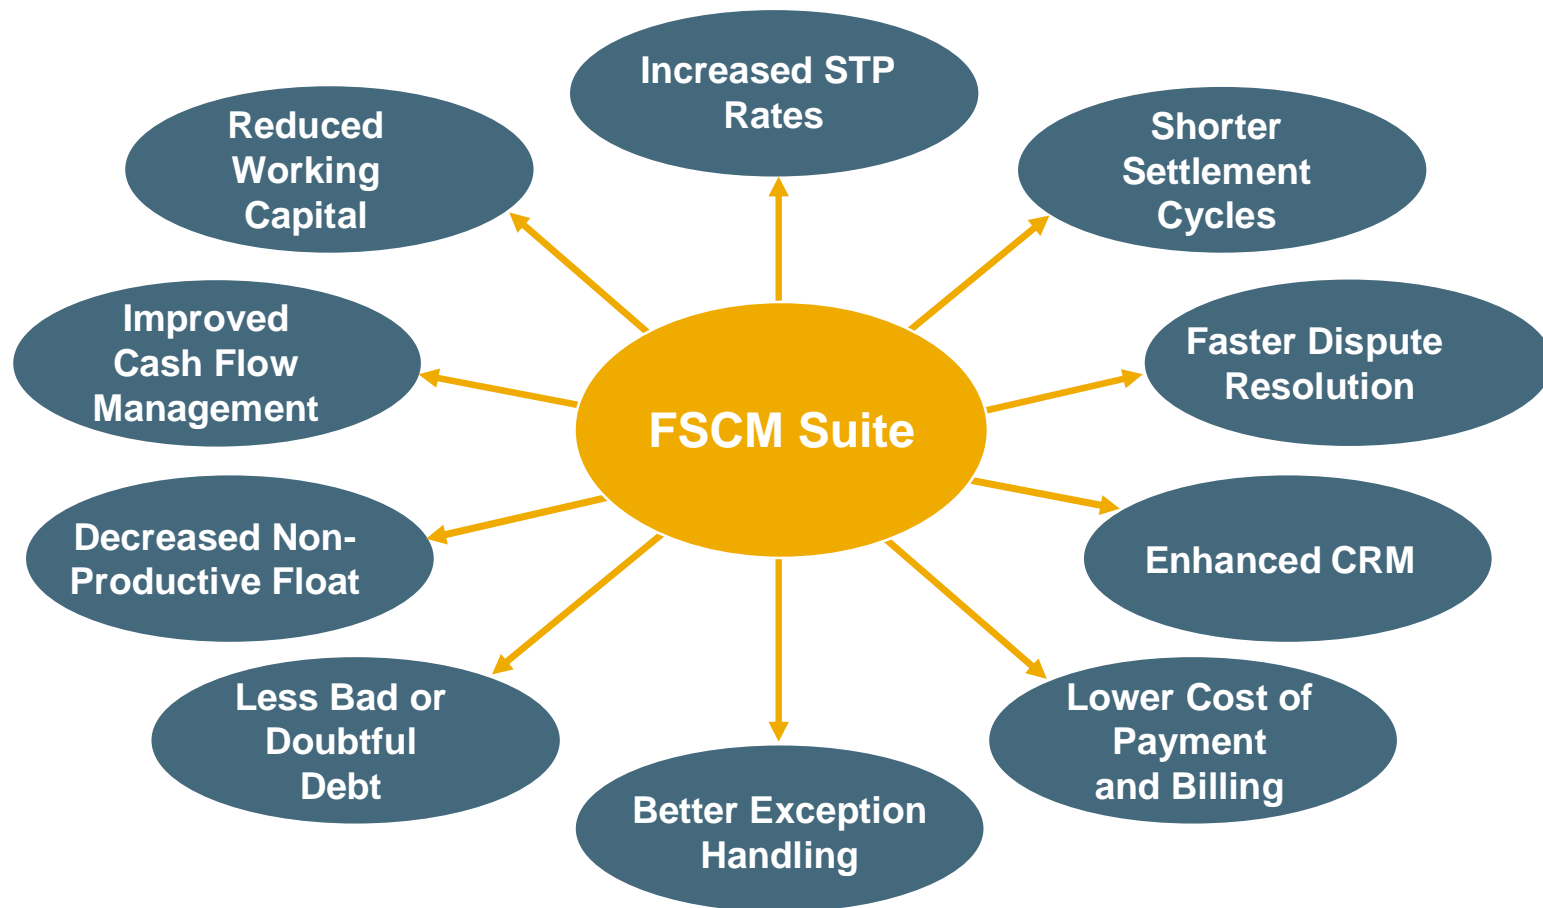 Increased STP
Rates
Reduced
Working
Capital
Shorter
Settlement
Cycles
Improved
Cash Flow
Management
Faster Dispute
Resolution
FSCM Suite
Decreased Non-
Productive Float
Enhanced CRM
Less Bad or
Doubtful
Debt
Lower Cost of
Payment
and Billing
Better Exception
Handling